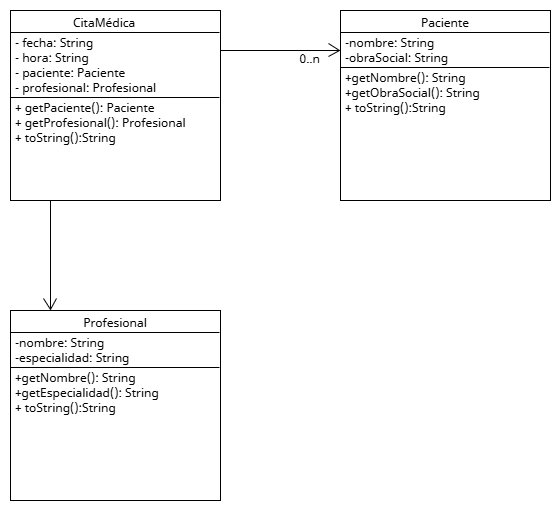 CitaMédica
- fecha: String
- hora: String
- paciente: Paciente
- profesional: Profesional
+ getPaciente(): Paciente
+ getProfesional(): Profesional
+ toString():String
0..n
Paciente
-nombre: String
-obraSocial: String
+getNombre(): String
+getObraSocial(): String
+ toString():String
Profesional
-nombre: String
-especialidad: String
+getNombre(): String
+getEspecialidad(): String
+ toString():String